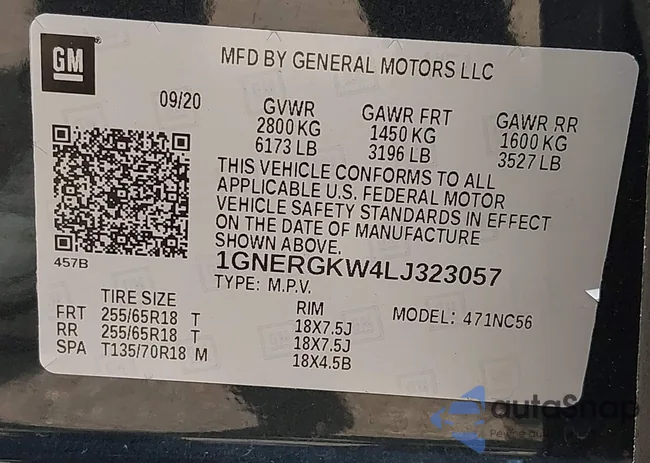 GM
MFD BY GENERAL MOTORS LLC
09/20 GVWR GAWR FRT GAWR RR
2800 KG 1450 KG 1600 KG
6173 LB 3196 LB 3527 LB
THIS VEHICLE CONFORMS TO ALL
APPLICABLE U.S. FEDERAL MOTOR
VEHICLE SAFETY STANDARDS IN EFFECT
ON THE DATE OF MANUFACTURE
SHOWN ABOVE.
457B
1GNERGKW4LJ323057
TYPE: M.P.V.
TIRE SIZE RIM MODEL: 471NC56
FRT 255/65R18 T 18X7.5J
RR 255/65R18 T 18X7.5J
SPA T135/70R18 M 18X4.5B
autoSnap